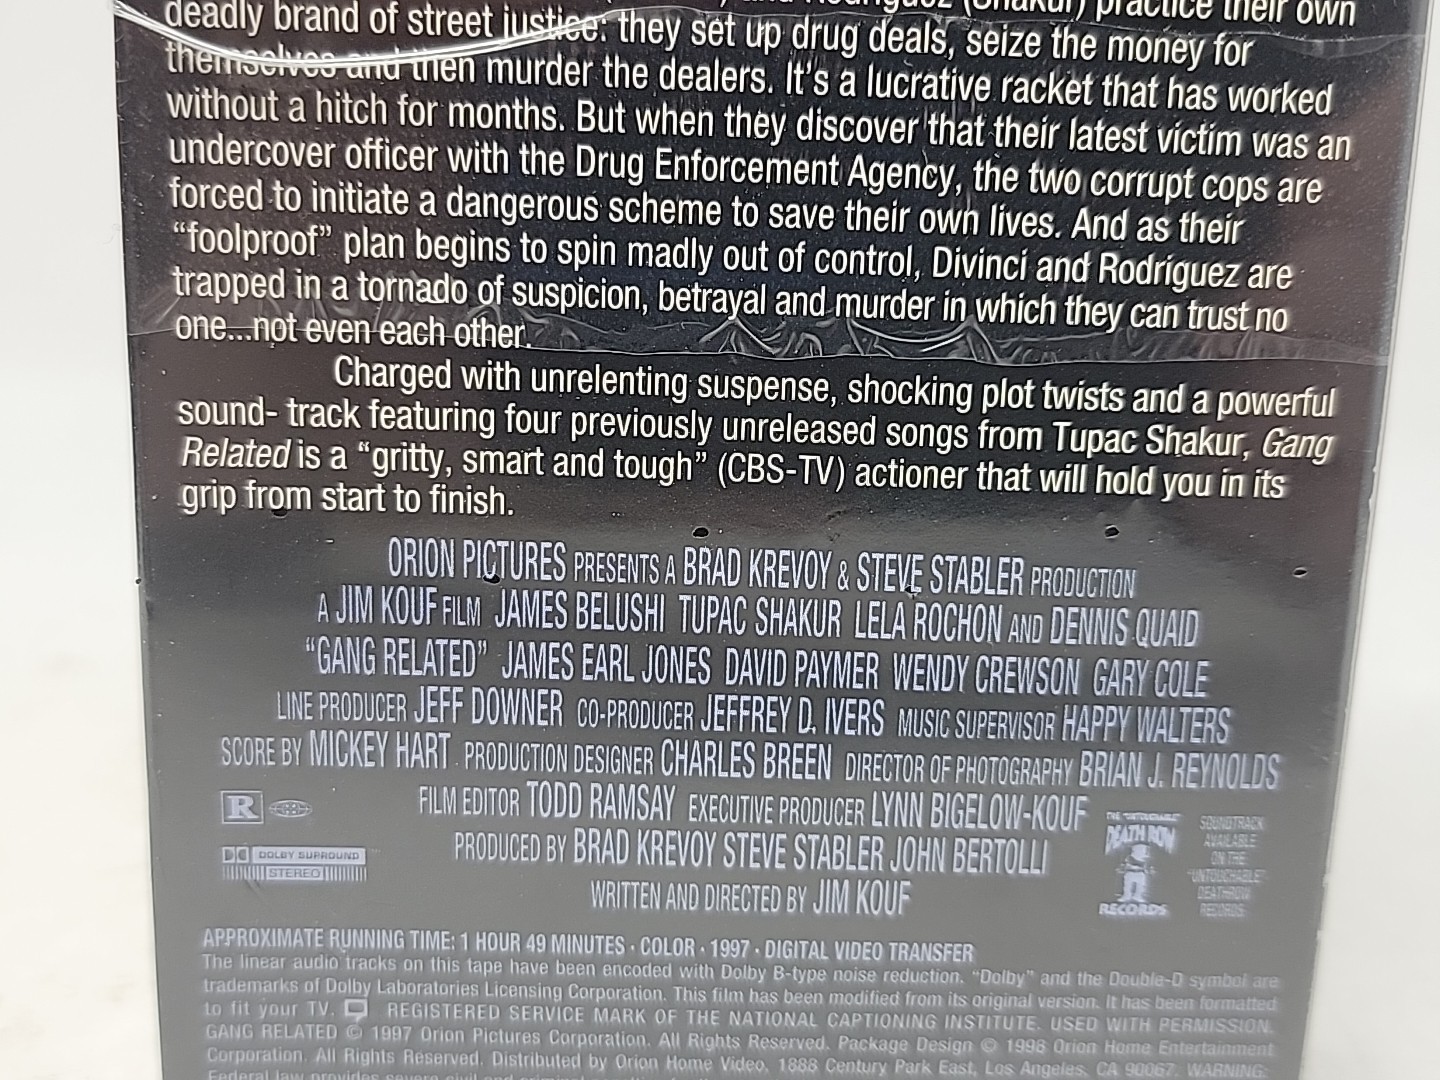 (Shakur) practice their own
deadly brand of street justice: they set up drug deals, seize the money for
themselves and then murder the dealers. It's a lucrative racket that has worked
without a hitch for months. But when they discover that their latest victim was an
undercover officer with the Drug Enforcement Agency, the two corrupt cops are
forced to initiate a dangerous scheme to save their own lives. And as their
“foolproof” plan begins to spin madly out of control, Divinci and Rodriguez are
trapped in a tornado of suspicion, betrayal and murder in which they can trust no
one...not even each other.
Charged with unrelenting suspense, shocking plot twists and a powerful
sound- track featuring four previously unreleased songs from Tupac Shakur, Gang
Related is a “gritty, smart and tough” (CBS-TV) actioner that will hold you in its
grip from start to finish.
ORION PICTURES PRESENTS A BRAD KREVOY & STEVE STABLER PRODUCTION
A JIM KOUF FILM JAMES BELUSHI TUPAC SHAKUR LELA ROCHON AND DENNIS QUAID
“GANG RELATED” JAMES EARL JONES DAVID PAYMER WENDY CREWSON GARY COLE
LINE PRODUCER JEFF DOWNER CO-PRODUCER JEFFREY D. IVERS MUSIC SUPERVISOR HAPPY WALTERS
SCORE BY MICKEY HART PRODUCTION DESIGNER CHARLES BREEN DIRECTOR OF PHOTOGRAPHY BRIAN J. REYNOLDS
FILM EDITOR TODD RAMSAY EXECUTIVE PRODUCER LYNN BIGELOW-KOUF
PRODUCED BY BRAD KREVOY STEVE STABLER JOHN BERTOLLI
WRITTEN AND DIRECTED BY JIM KOUF
R
DOLBY SURROUND
STEREO
THE "UNTOUCHABLE"
DEATH ROW
RECORDS
SOUNDTRACK
AVAILABLE
ON THE
"UNTOUCHABLE"
DEATHROW
RECORDS
APPROXIMATE RUNNING TIME: 1 HOUR 49 MINUTES · COLOR · 1997 · DIGITAL VIDEO TRANSFER
The linear audio tracks on this tape have been encoded with Dolby B-type noise reduction. “Dolby” and the Double-D symbol are
trademarks of Dolby Laboratories Licensing Corporation. This film has been modified from its original version. It has been formatted
to fit your TV. REGISTERED SERVICE MARK OF THE NATIONAL CAPTIONING INSTITUTE. USED WITH PERMISSION.
GANG RELATED © 1997 Orion Pictures Corporation. All Rights Reserved. Package Design © 1998 Orion Home Entertainment
Corporation. All Rights Reserved. Distributed by Orion Home Video, 1888 Century Park East, Los Angeles, CA 90067. WARNING:
Federal law provides severe civil and